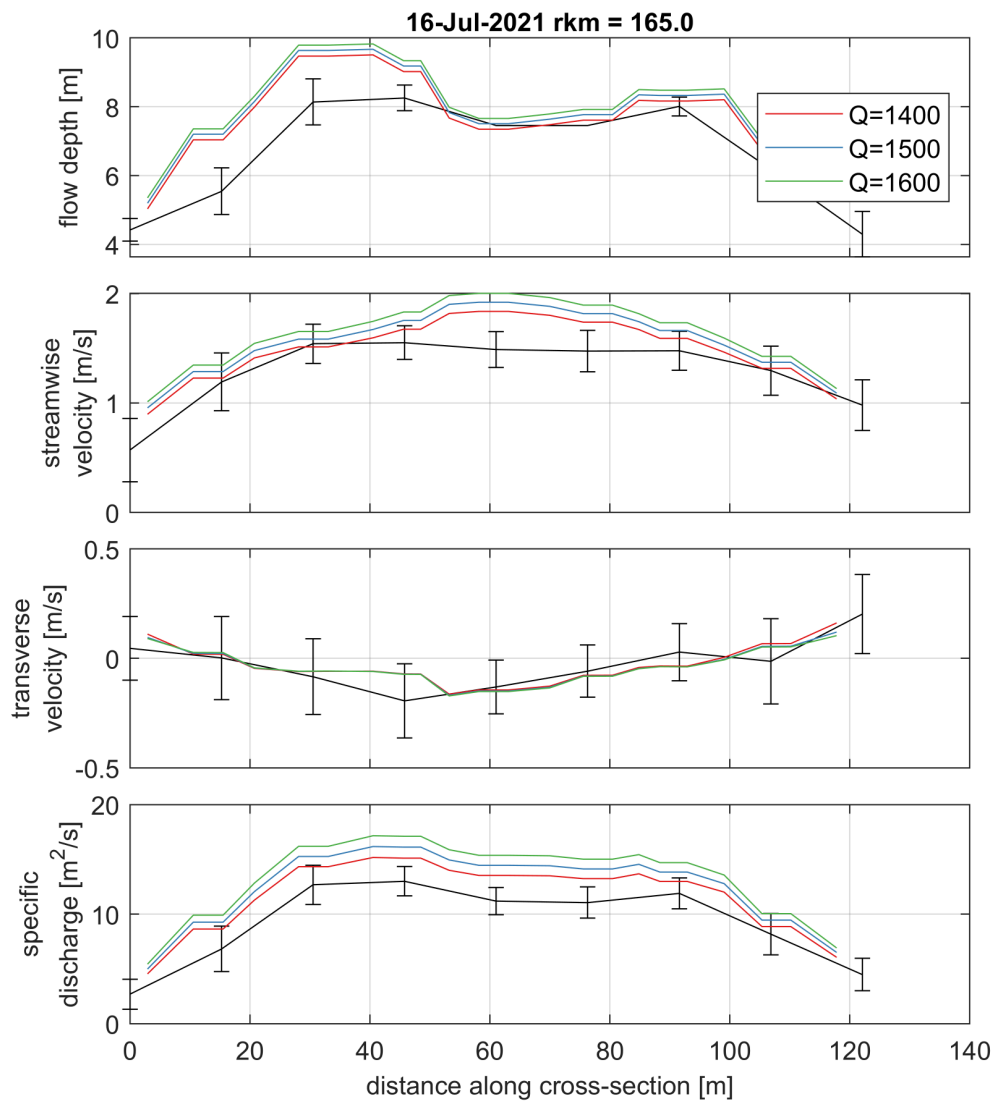 16-Jul-2021 rkm = 165.0
10
8
6
4
flow depth [m]
Q=1400
Q=1500
Q=1600
2
1
0
streamwise
velocity [m/s]
0.5
0
-0.5
transverse
velocity [m/s]
20
10
0
specific
discharge [m²/s]
0 20 40 60 80 100 120 140
distance along cross-section [m]